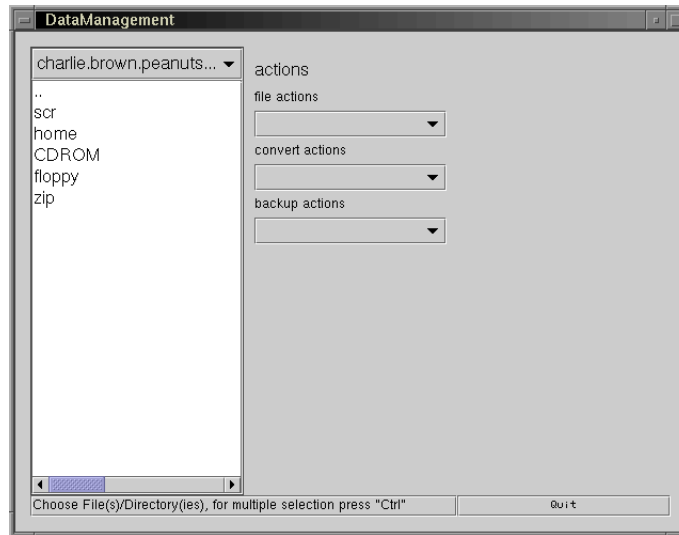 DataManagement
charlie.brown.peanuts...
..
scr
home
CDROM
floppy
zip
actions
file actions
convert actions
backup actions
Choose File(s)/Directory(ies), for multiple selection press "Ctrl"
Quit